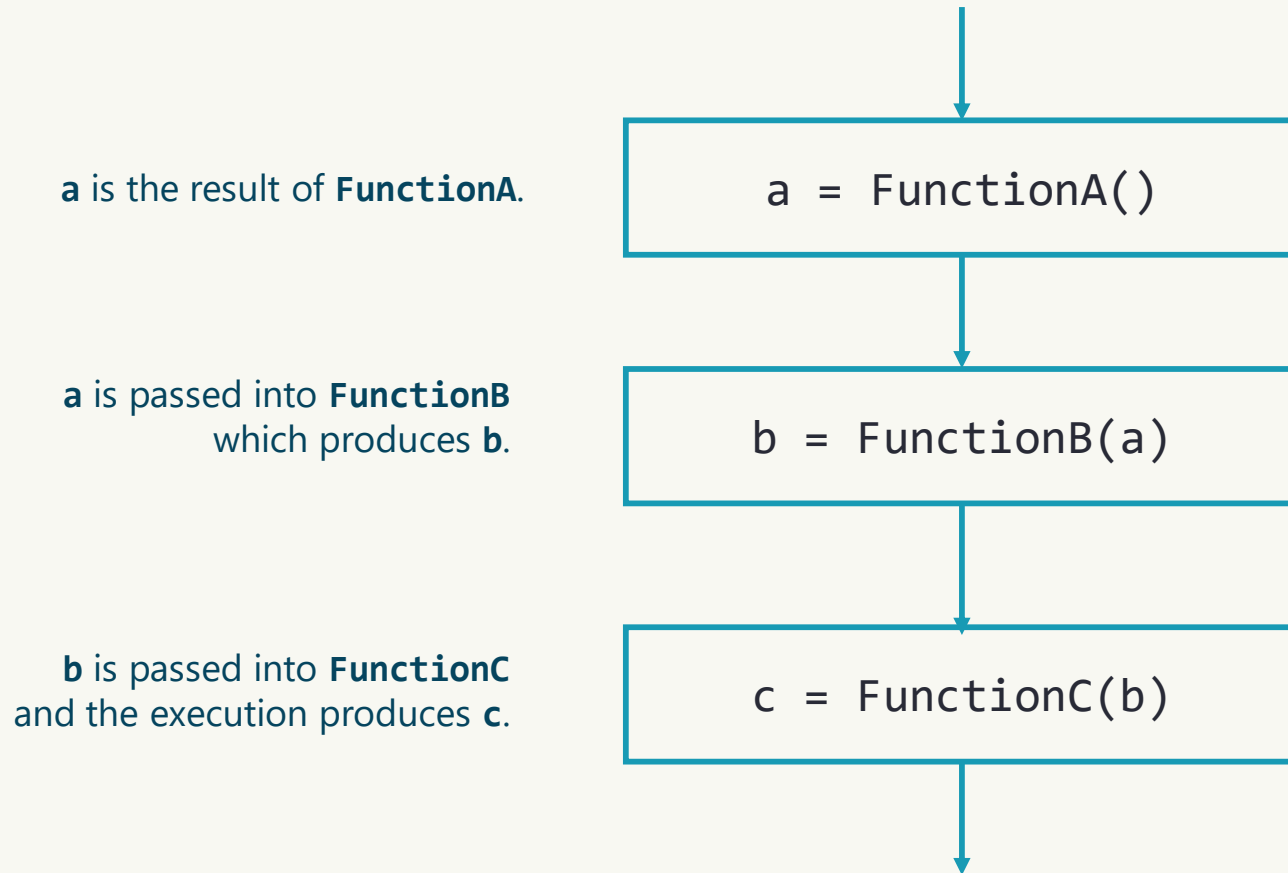 a is the result of FunctionA.
a = FunctionA()
a is passed into FunctionB
which produces b.
b = FunctionB(a)
b is passed into FunctionC
and the execution produces c.
c = FunctionC(b)